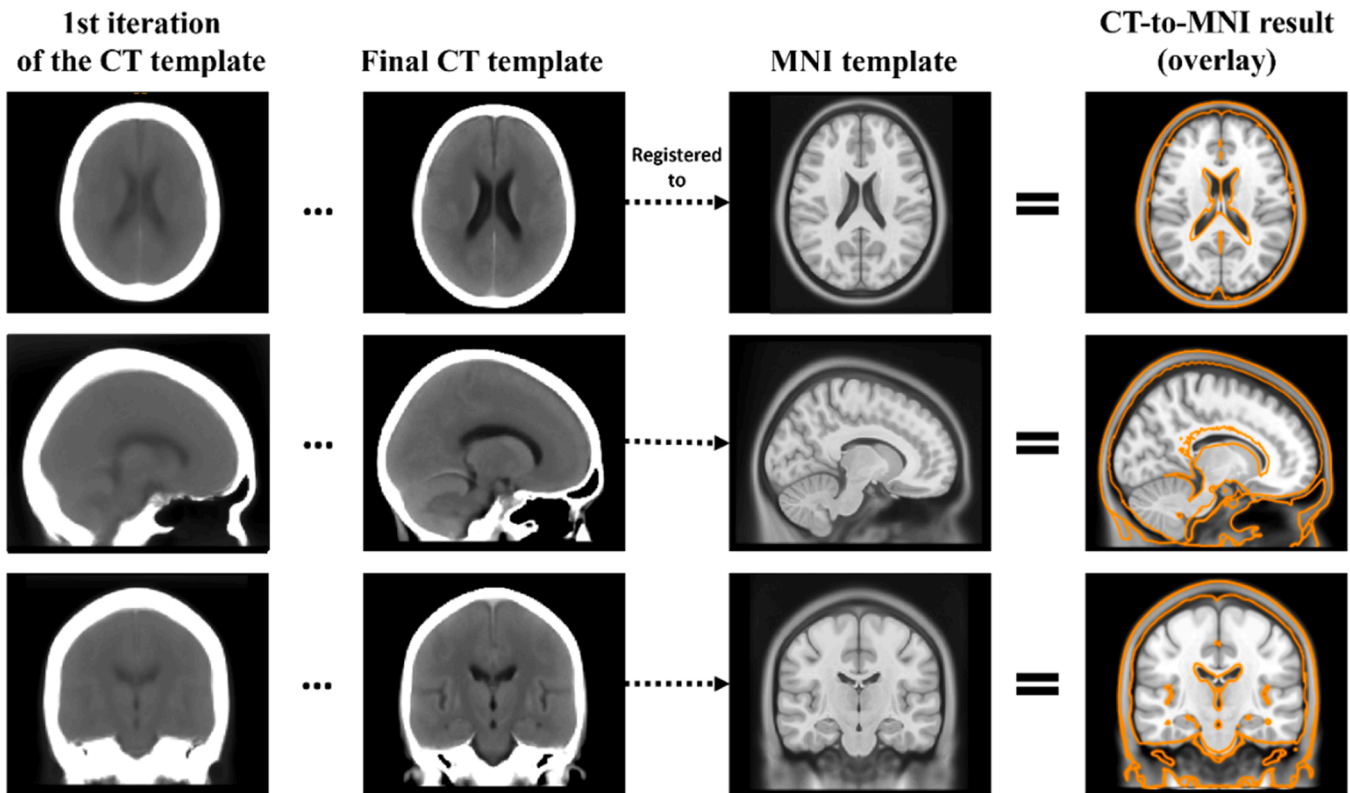 1st iteration
of the CT template
Final CT template
MNI template
CT-to-MNI result
(overlay)
...
Registered
to
=
...
=
...
=